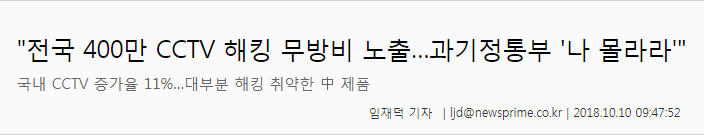 "전국 400만 CCTV 해킹 무방비 노출...과기정통부 '나 몰라라'"
국내 CCTV 증가율 11%...대부분 해킹 취약한 中 제품
임재덕 기자 | ljd@newsprime.co.kr | 2018.10.10 09:47:52